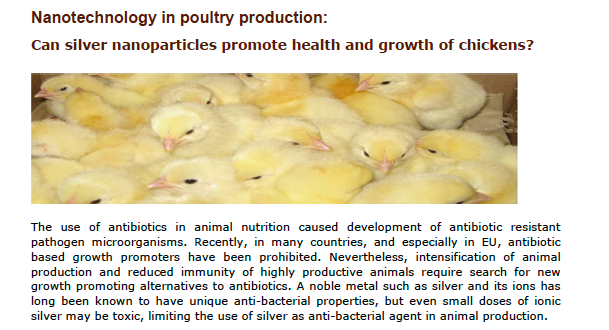 Nanotechnology in poultry production:
Can silver nanoparticles promote health and growth of chickens?
The use of antibiotics in animal nutrition caused development of antibiotic resistant
pathogen microorganisms. Recently, in many countries, and especially in EU, antibiotic
based growth promoters have been prohibited. Nevertheless, intensification of animal
production and reduced immunity of highly productive animals require search for new
growth promoting alternatives to antibiotics. A noble metal such as silver and its ions has
long been known to have unique anti-bacterial properties, but even small doses of ionic
silver may be toxic, limiting the use of silver as anti-bacterial agent in animal production.